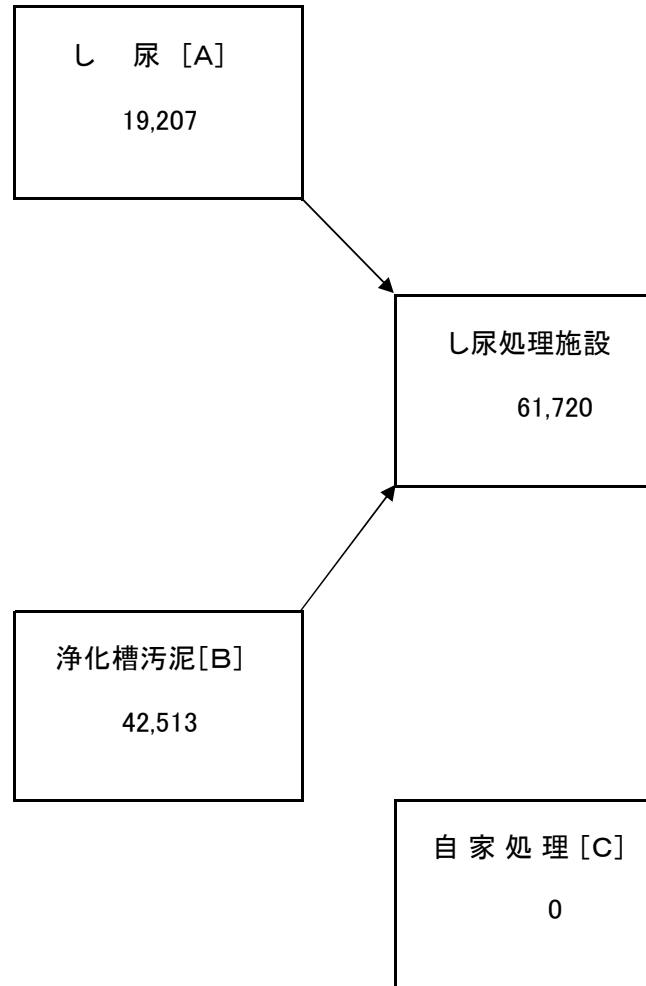 し 尿 [A]
19,207
し尿処理施設
61,720
浄化槽汚泥[B]
42,513
自 家 処 理 [C]
0